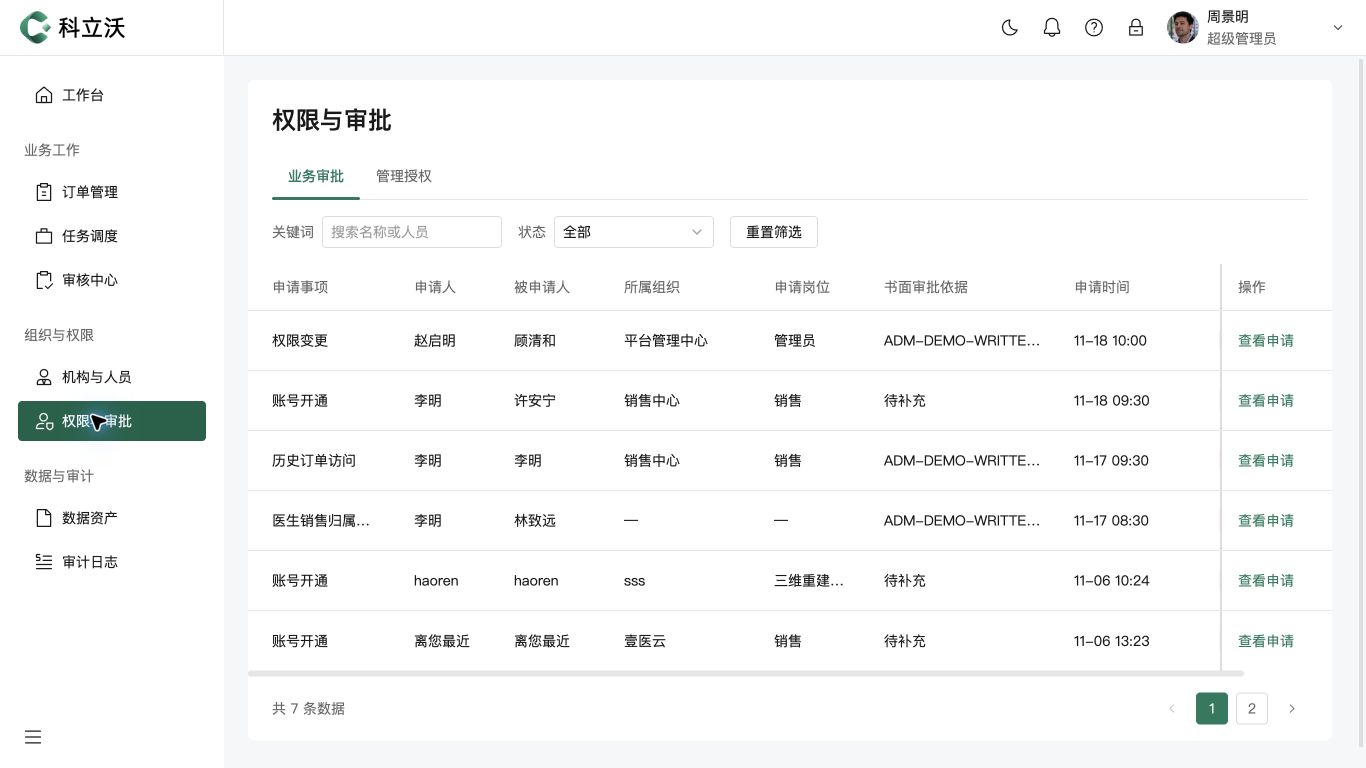 科立沃
周景明
超级管理员
工作台
业务工作
订单管理
任务调度
审核中心
组织与权限
机构与人员
权限 审批
数据与审计
数据资产
审计日志
权限与审批
业务审批 管理授权
关键词 搜索名称或人员 状态 全部 重置筛选
申请事项 申请人 被申请人 所属组织 申请岗位 书面审批依据 申请时间 操作
权限变更 赵启明 顾清和 平台管理中心 管理员 ADM-DEMO-WRITTE... 11-18 10:00 查看申请
账号开通 李明 许安宁 销售中心 销售 待补充 11-18 09:30 查看申请
历史订单访问 李明 李明 销售中心 销售 ADM-DEMO-WRITTE... 11-17 09:30 查看申请
医生销售归属... 李明 林致远 — — ADM-DEMO-WRITTE... 11-17 08:30 查看申请
账号开通 haoren haoren sss 三维重建... 待补充 11-06 10:24 查看申请
账号开通 离您最近 离您最近 壹医云 销售 待补充 11-06 13:23 查看申请
共 7 条数据 1 2